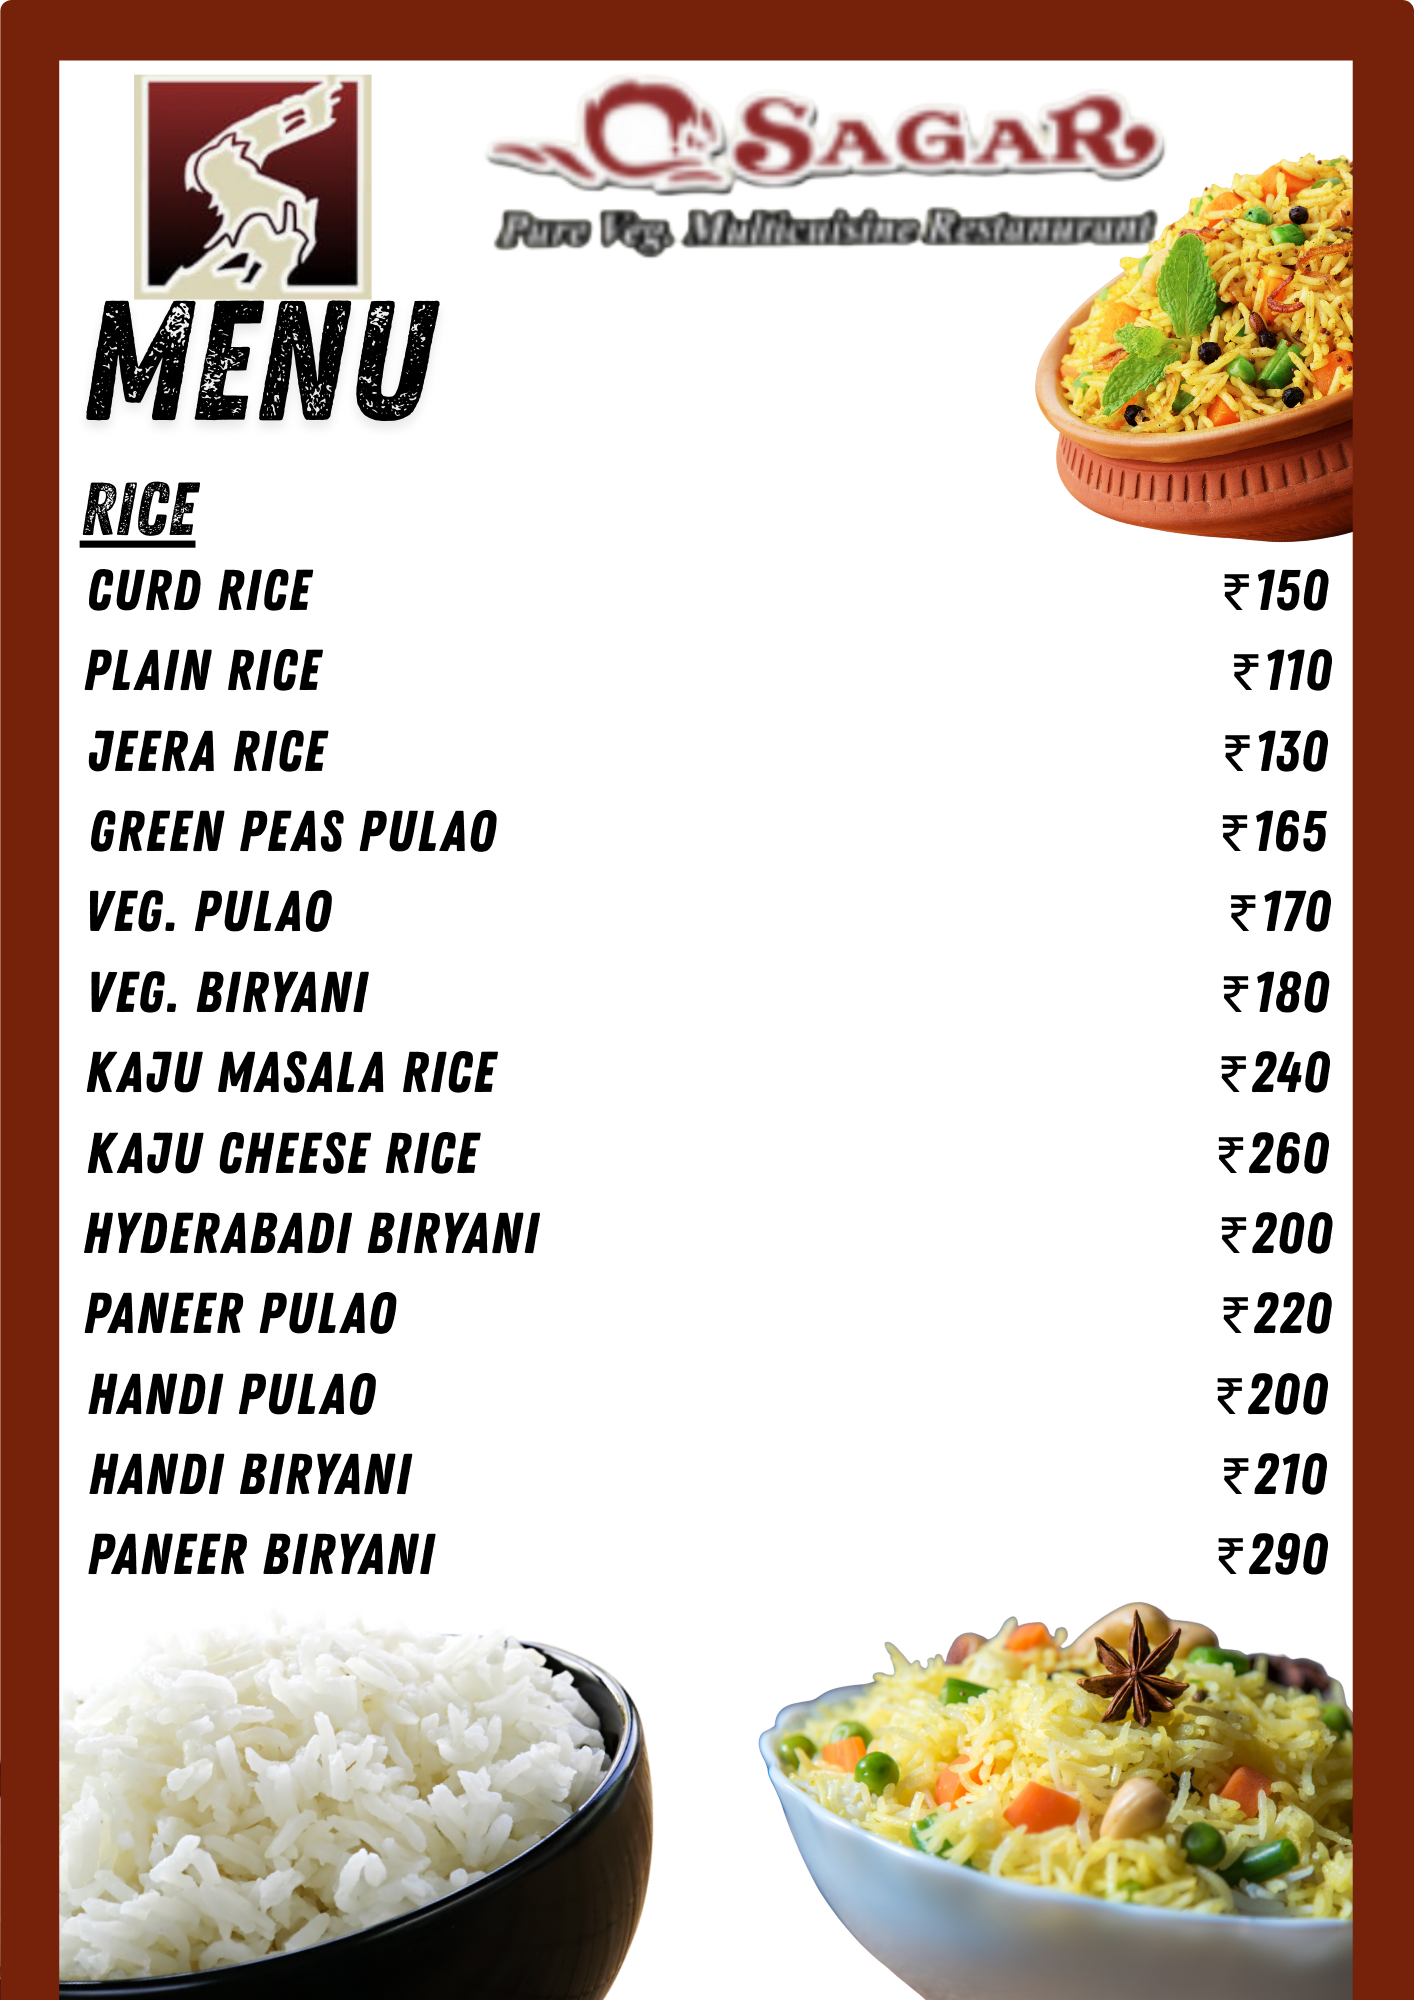 SAGAR
Pure Veg. Multicuisine Restaunurant
MENU
RICE
CURD RICE ₹150
PLAIN RICE ₹110
JEERA RICE ₹130
GREEN PEAS PULAO ₹165
VEG. PULAO ₹170
VEG. BIRYANI ₹180
KAJU MASALA RICE ₹240
KAJU CHEESE RICE ₹260
HYDERABADI BIRYANI ₹200
PANEER PULAO ₹220
HANDI PULAO ₹200
HANDI BIRYANI ₹210
PANEER BIRYANI ₹290